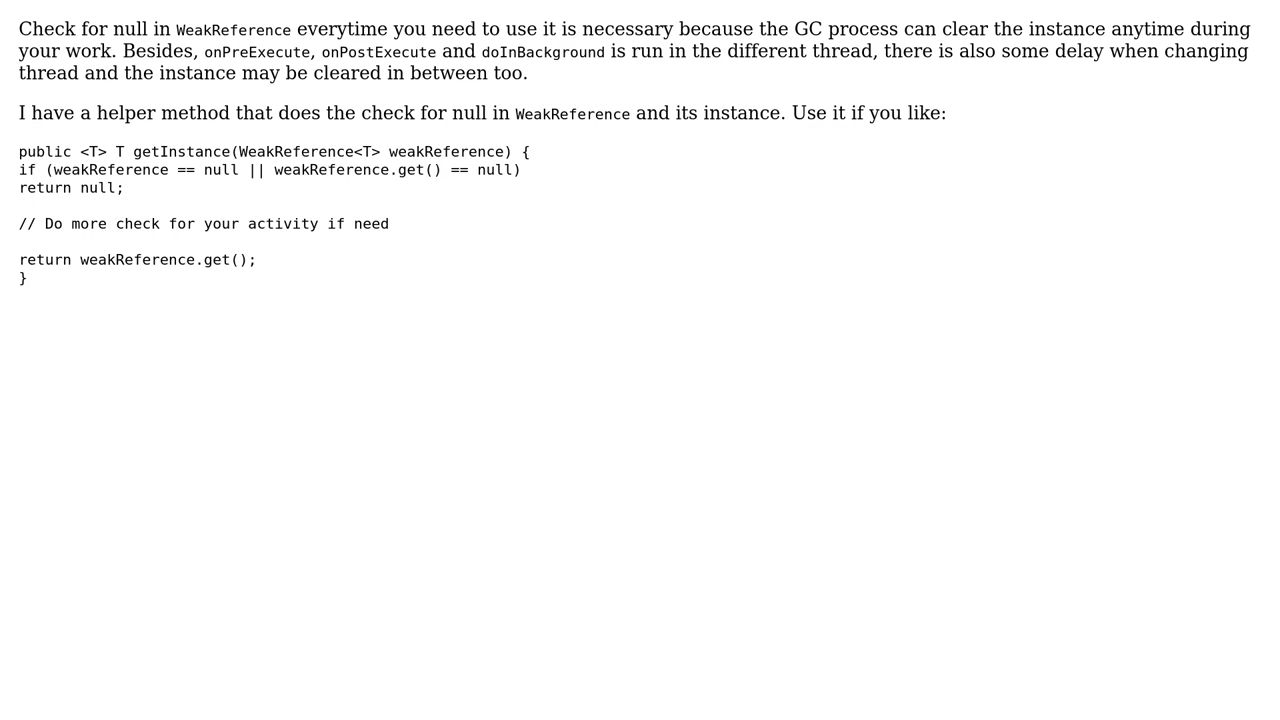 Check for null in WeakReference everytime you need to use it is necessary because the GC process can clear the instance anytime during
your work. Besides, onPreExecute, onPostExecute and doInBackground is run in the different thread, there is also some delay when changing
thread and the instance may be cleared in between too.
I have a helper method that does the check for null in WeakReference and its instance. Use it if you like:
public <T> T getInstance(WeakReference<T> weakReference) {
if (weakReference == null || weakReference.get() == null)
return null;
// Do more check for your activity if need
return weakReference.get();
}